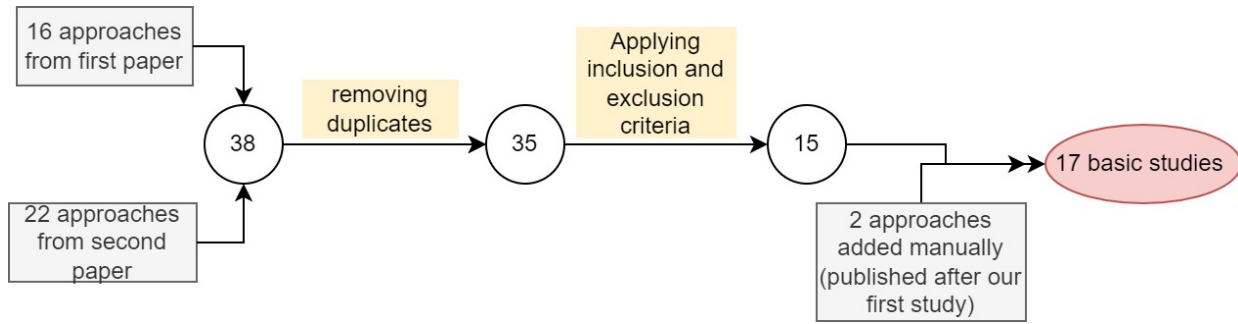 16 approaches
from first paper
22 approaches
from second
paper
38
removing
duplicates
35
Applying
inclusion and
exclusion
criteria
15
2 approaches
added manually
(published after our
first study)
17 basic studies